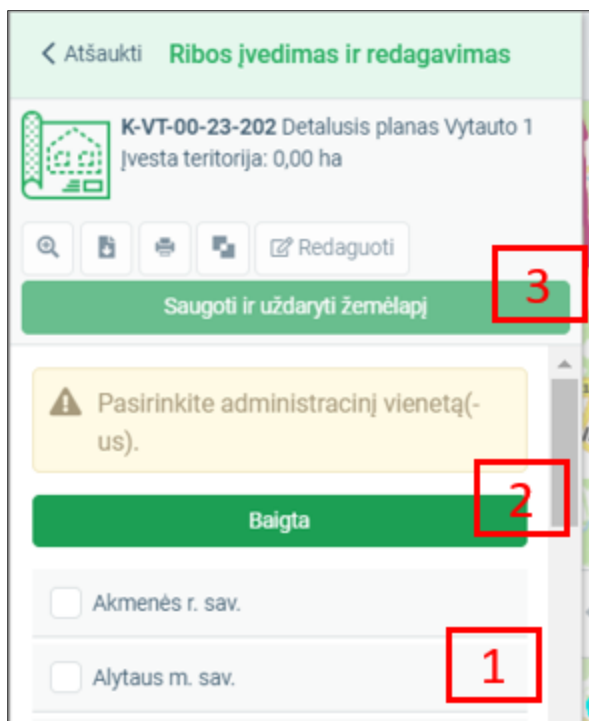 Atšaukti Ribos įvedimas ir redagavimas
K-VT-00-23-202 Detalusis planas Vytauto 1
Įvesta teritorija: 0,00 ha
Redaguoti
3
Saugoti ir uždaryti žemėlapį
Pasirinkite administracinį vienetą(-
us).
2
Baigta
Akmenės r. sav.
1
Alytaus m. sav.